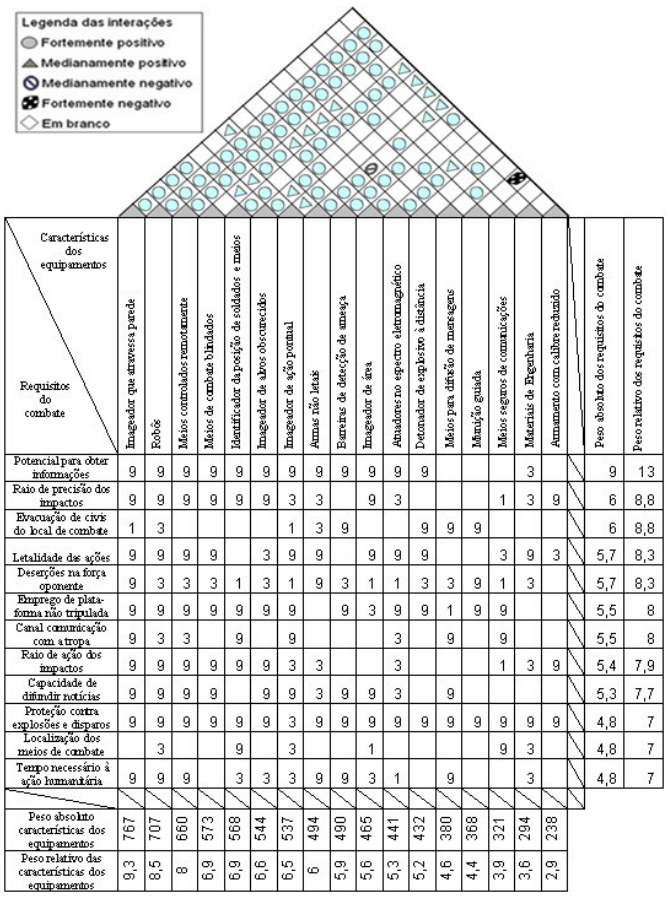 Legenda das interações
Fortemente positivo
Medianamente positivo
Medianamente negativo
Fortemente negativo
Em branco
Características
dos
equipamentos
Requisitos
do
combate
Imageador que atravessa parede
Robôs
Meios controlados remotamente
Meios de combate blindados
Identificador da posição de soldados e meios
Imageador de alvos obscurecidos
Imageador de ação pontual
Armas não letais
Barreiras de detecção de ameaça
Imageador de área
Atuadores no espectro eletromagnético
Detonador de explosivo à distância
Meios para difusão de mensagens
Munição guiada
Meios seguros de comunicações
Materiais de Engenharia
Armamento com calibre reduzido
Peso absoluto dos requisitos do combate
Peso relativo dos requisitos do combate
Potencial para obter
informações
9 9 9 9 9 9 9 9 9 9 9 9 3 9 13
Raio de precisão dos
impactos
9 9 9 9 9 9 3 3 9 3 1 3 9 6 8,8
Evacuação de civis
do local de combate
1 3 1 3 9 9 9 9 6 8,8
Letalidade das ações
9 9 9 9 3 9 9 9 9 9 3 9 3 5,7 8,3
Deserções na força
oponente
9 3 3 3 1 3 1 9 3 1 1 3 3 9 1 3 5,7 8,3
Emprego de plata-
forma não tripulada
9 9 9 9 9 9 9 9 3 9 9 1 9 9 5,5 8
Canal comunicação
com a tropa
9 3 3 9 9 3 9 9 5,5 8
Raio de ação dos
impactos
9 9 9 9 9 9 3 3 3 1 3 9 5,4 7,9
Capacidade de
difundir notícias
9 9 9 9 9 9 3 9 9 3 9 5,3 7,7
Proteção contra
explosões e disparos
9 9 9 9 9 9 3 9 9 9 9 9 9 9 9 9 9 4,8 7
Localização dos
meios de combate
3 9 3 1 9 3 4,8 7
Tempo necessário à
ação humanitária
9 9 9 3 3 3 9 9 3 1 9 3 4,8 7
Peso absoluto
características dos
equipamentos
767 707 660 573 568 544 537 494 490 465 441 432 380 368 321 294 238
Peso relativo das
características dos
equipamentos
9,3 8,5 8 6,9 6,9 6,6 6,5 6 5,9 5,6 5,3 5,2 4,6 4,4 3,9 3,6 2,9